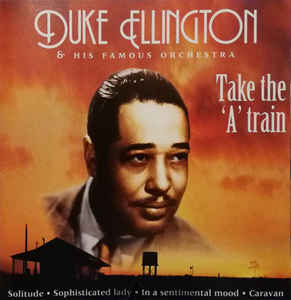 DUKE ELLINGTON
& HIS FAMOUS ORCHESTRA
Take the
'A' train
Solitude • Sophisticated lady • In a sentimental mood • Caravan